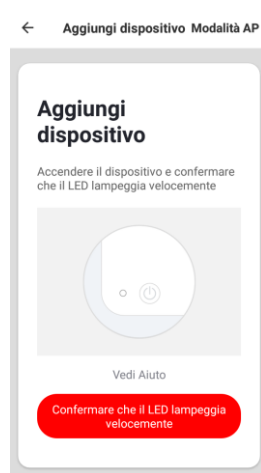 Aggiungi dispositivo Modalità AP
Aggiungi
dispositivo
Accendere il dispositivo e confermare
che il LED lampeggia velocemente
Vedi Aiuto
Confermare che il LED lampeggia
velocemente